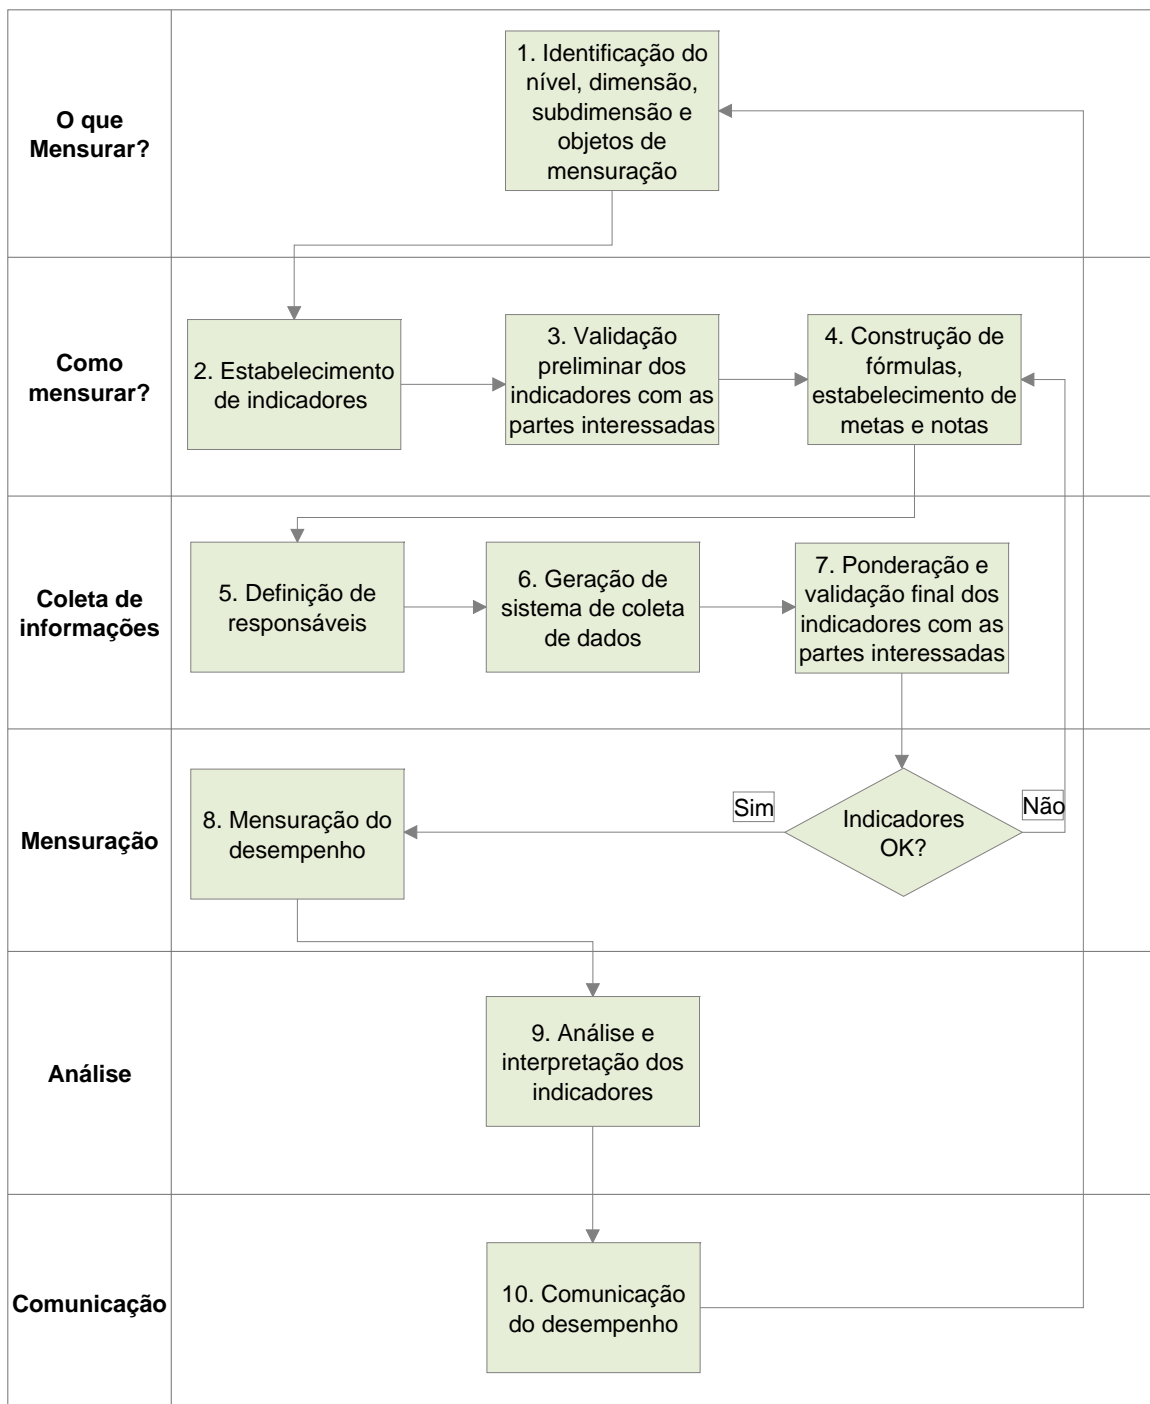 O que
Mensurar?
1. Identificação do
nível, dimensão,
subdimensão e
objetos de
mensuração
Como
mensurar?
2. Estabelecimento
de indicadores
3. Validação
preliminar dos
indicadores com as
partes interessadas
4. Construção de
fórmulas,
estabelecimento de
metas e notas
Coleta de
informações
5. Definição de
responsáveis
6. Geração de
sistema de coleta
de dados
7. Ponderação e
validação final dos
indicadores com as
partes interessadas
Mensuração
8. Mensuração do
desempenho
Sim
Indicadores
OK?
Não
Análise
9. Análise e
interpretação dos
indicadores
Comunicação
10. Comunicação
do desempenho